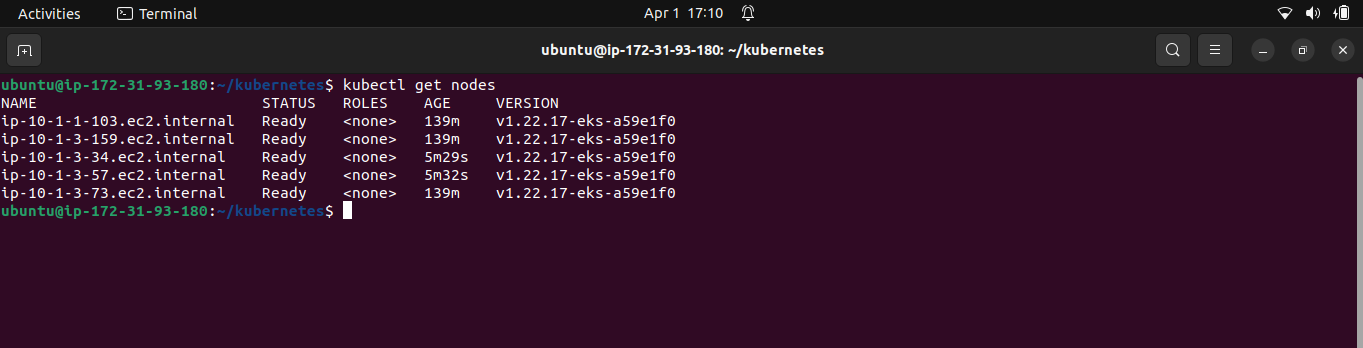 Activities Terminal Apr 1 17:10
ubuntu@ip-172-31-93-180: ~/kubernetes
ubuntu@ip-172-31-93-180:~/kubernetes$ kubectl get nodes
NAME STATUS ROLES AGE VERSION
ip-10-1-1-103.ec2.internal Ready <none> 139m v1.22.17-eks-a59e1f0
ip-10-1-3-159.ec2.internal Ready <none> 139m v1.22.17-eks-a59e1f0
ip-10-1-3-34.ec2.internal Ready <none> 5m29s v1.22.17-eks-a59e1f0
ip-10-1-3-57.ec2.internal Ready <none> 5m32s v1.22.17-eks-a59e1f0
ip-10-1-3-73.ec2.internal Ready <none> 139m v1.22.17-eks-a59e1f0
ubuntu@ip-172-31-93-180:~/kubernetes$